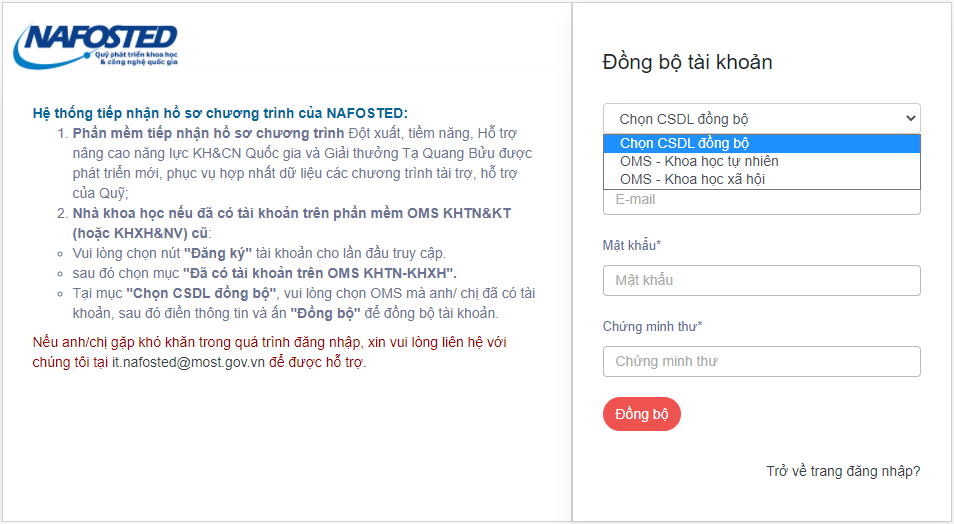 NAFOSTED
Quỹ phát triển khoa học
& công nghệ quốc gia
Hệ thống tiếp nhận hồ sơ chương trình của NAFOSTED:
1. Phần mềm tiếp nhận hồ sơ chương trình Đột xuất, tiềm năng, Hỗ trợ
nâng cao năng lực KH&CN Quốc gia và Giải thưởng Tạ Quang Bửu được
phát triển mới, phục vụ hợp nhất dữ liệu các chương trình tài trợ, hỗ trợ
của Quỹ;
2. Nhà khoa học nếu đã có tài khoản trên phần mềm OMS KHTN&KT
(hoặc KHXH&NV) cũ:
Vui lòng chọn nút "Đăng ký" tài khoản cho lần đầu truy cập.
sau đó chọn mục "Đã có tài khoản trên OMS KHTN-KHXH".
Tại mục "Chọn CSDL đồng bộ", vui lòng chọn OMS mà anh/ chị đã có tài
khoản, sau đó điền thông tin và ấn "Đồng bộ" để đồng bộ tài khoản.
Nếu anh/chị gặp khó khăn trong quá trình đăng nhập, xin vui lòng liên hệ với
chúng tôi tại it.nafosted@most.gov.vn để được hỗ trợ.
Đồng bộ tài khoản
Chọn CSDL đồng bộ
Chọn CSDL đồng bộ
OMS - Khoa học tự nhiên
OMS - Khoa học xã hội
E-mail
Mật khẩu*
Mật khẩu
Chứng minh thư*
Chứng minh thư
Đồng bộ
Trở về trang đăng nhập?